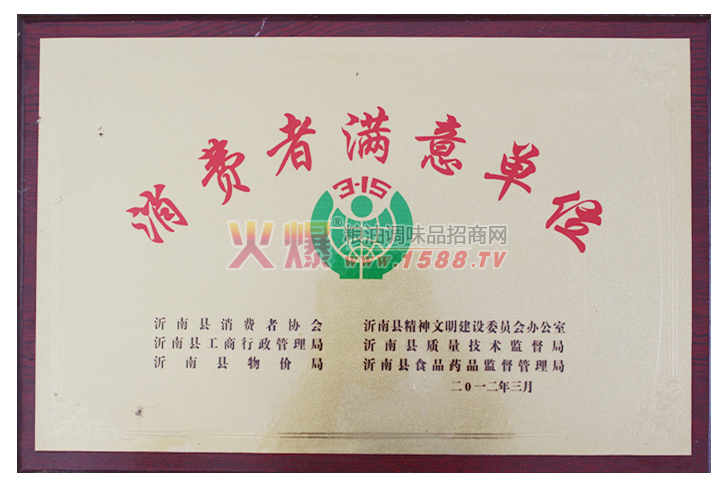 消费者满意单位
3·15
火爆®粮油调味品招商网
www.1588.TV
沂南县消费者协会
沂南县工商行政管理局
沂南县物价局
沂南县精神文明建设委员会办公室
沂南县质量技术监督局
沂南县食品药品监督管理局
二0一二年三月